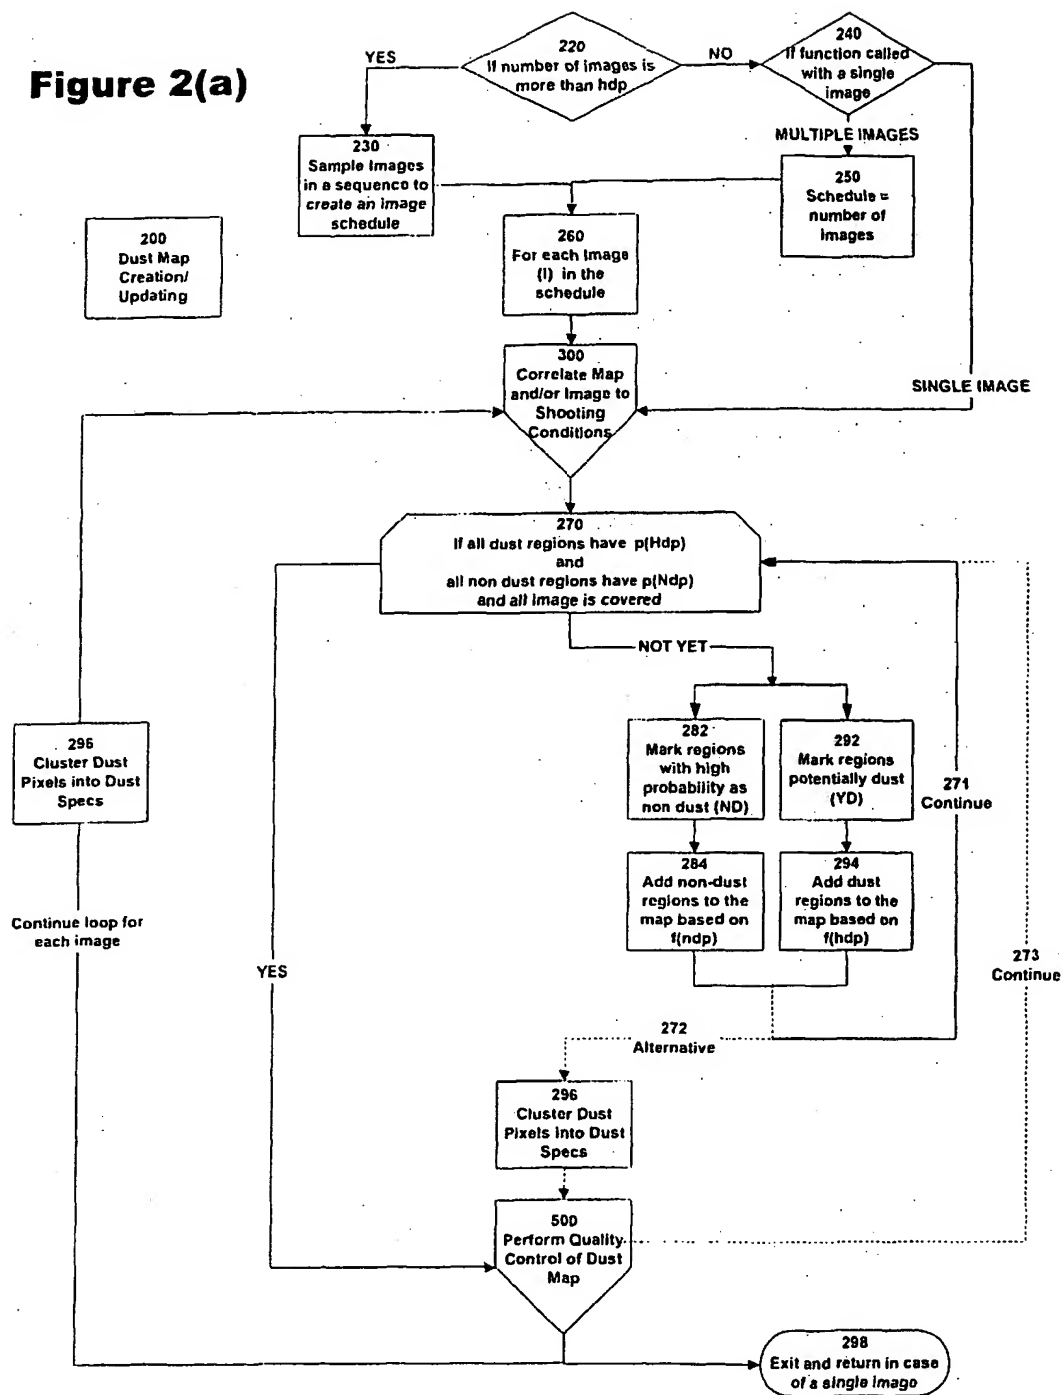 Figure 2(a)
YES
220
If number of images is
more than hdp
NO
240
If function called
with a single
image
MULTIPLE IMAGES
230
Sample Images
in a sequence to
create an image
schedule
250
Schedule =
number of
images
200
Dust Map
Creation/
Updating
260
For each Image
(I) in the
schedule
300
Correlate Map
and/or Image to
Shooting
Conditions
SINGLE IMAGE
270
If all dust regions have p(Hdp)
and
all non dust regions have p(Ndp)
and all image is covered
NOT YET
296
Cluster Dust
Pixels into Dust
Specs
282
Mark regions
with high
probability as
non dust (ND)
292
Mark regions
potentially dust
(YD)
271
Continue
284
Add non-dust
regions to the
map based on
f(ndp)
294
Add dust
regions to the
map based on
f(hdp)
Continue loop for
each image
YES
273
Continue
272
Alternative
296
Cluster Dust
Pixels into Dust
Specs
500
Perform Quality
Control of Dust
Map
298
Exit and return in case
of a single image